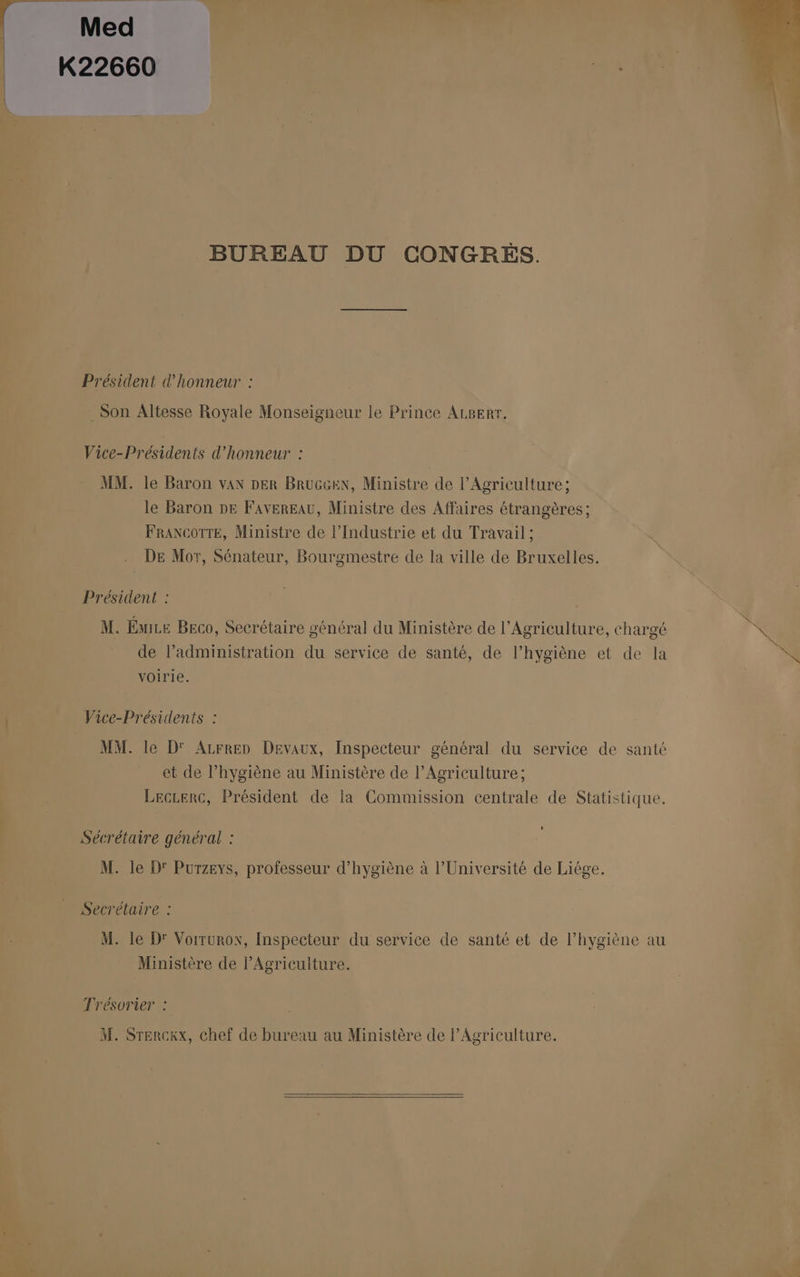 Med
K22660
BUREAU DU CONGRÈS.
Président d'honneur :
Son Altesse Royale Monseigneur le Prince ALBERT.
Vice-Présidents d'honneur :
MM. le Baron VAN DER BRUGGEN, Ministre de l'Agriculture;
le Baron DE FAVEREAU, Ministre des Affaires étrangères;
FRANCOTTE, Ministre de l'Industrie et du Travail;
DE MOT, Sénateur, Bourgmestre de la ville de Bruxelles.
Président :
M. ÉMILE BECO, Secrétaire général du Ministère de l'Agriculture, chargé
de l'administration du service de santé, de l'hygiène et de la
voirie.
Vice-Présidents :
MM. le Dr ALFRED DEVAUX, Inspecteur général du service de santé
et de l'hygiène au Ministère de l'Agriculture;
LECLERC, Président de la Commission centrale de Statistique.
Sécrétaire général :
M. le Dr PUTZEYS, professeur d'hygiène à l'Université de Liége.
Secrétaire :
M. le Dr VOITURON, Inspecteur du service de santé et de l'hygiène au
Ministère de l'Agriculture.
Trésorier :
M. STERCKX, chef de bureau au Ministère de l'Agriculture.